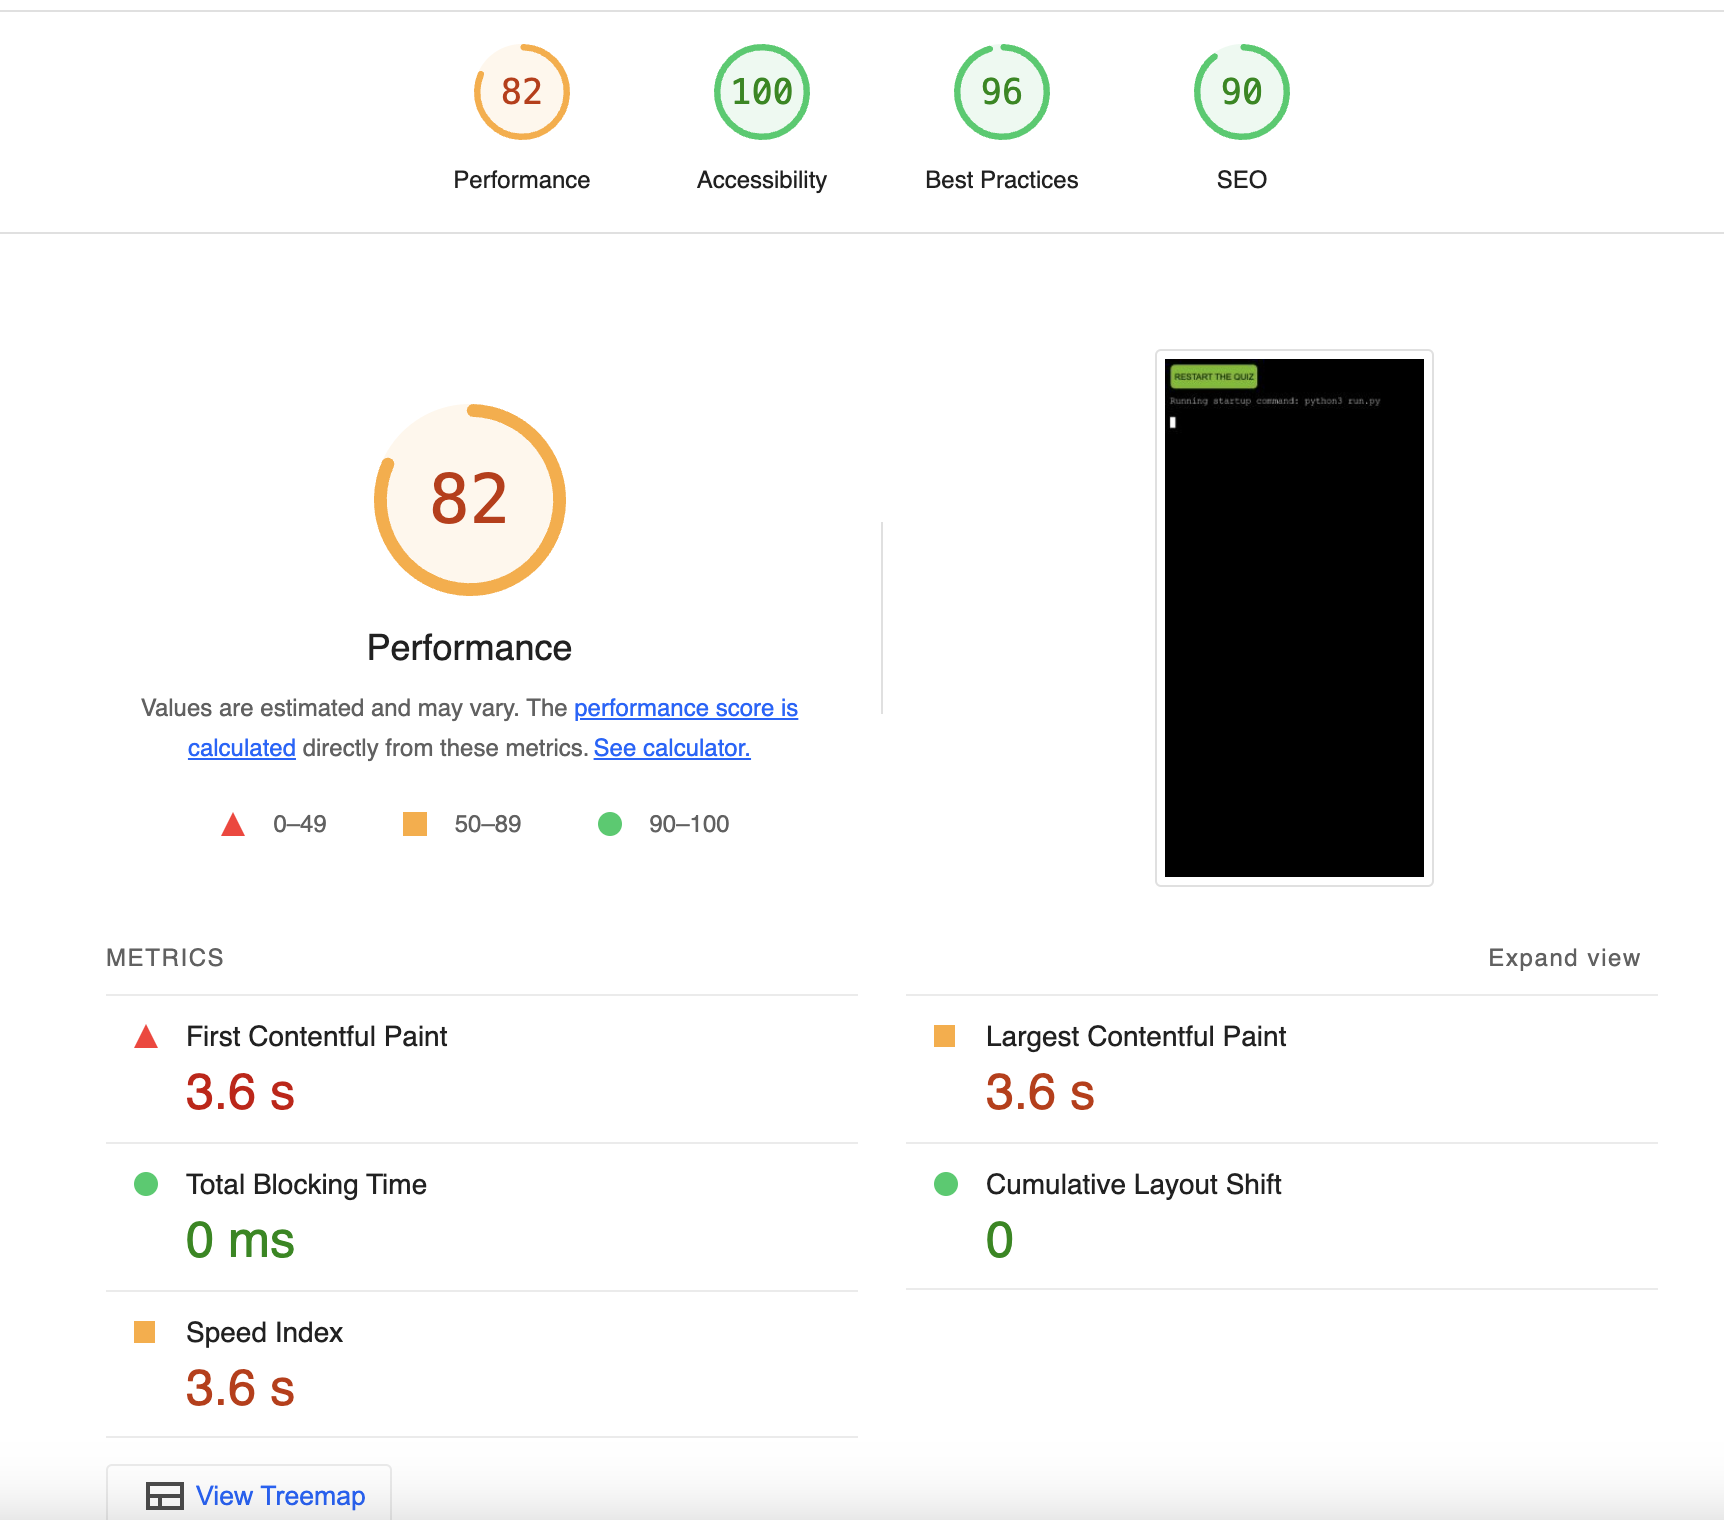 82
100
96
90
Performance
Accessibility
Best Practices
SEO
82
Performance
Values are estimated and may vary. The performance score is
calculated directly from these metrics. See calculator.
0–49
50–89
90–100
RESTART THE QUIZ
Running startup command: python3 run.py
METRICS
Expand view
First Contentful Paint
3.6 s
Largest Contentful Paint
3.6 s
Total Blocking Time
0 ms
Cumulative Layout Shift
0
Speed Index
3.6 s
View Treemap